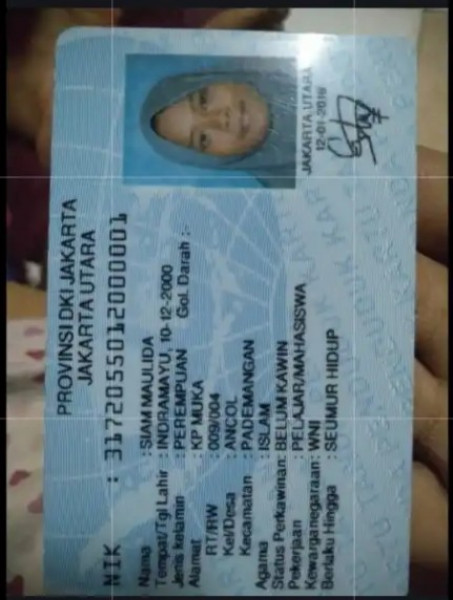 PROVINSI DKI JAKARTA
JAKARTA UTARA
NIK : 3172055012000001
Nama : SIAM MAULIDA
Tempat/Tgl Lahir : INDRAMAYU, 10-12-2000
Jenis kelamin : PEREMPUAN Gol. Darah :-
Alamat : KP MUKA
RT/RW : 009/004
Kel/Desa : ANCOL
Kecamatan : PADEMANGAN
Agama : ISLAM
Status Perkawinan: BELUM KAWIN
Pekerjaan : PELAJAR/MAHASISWA
Kewarganegaraan: WNI
Berlaku Hingga : SEUMUR HIDUP
JAKARTA UTARA
12-01-2018